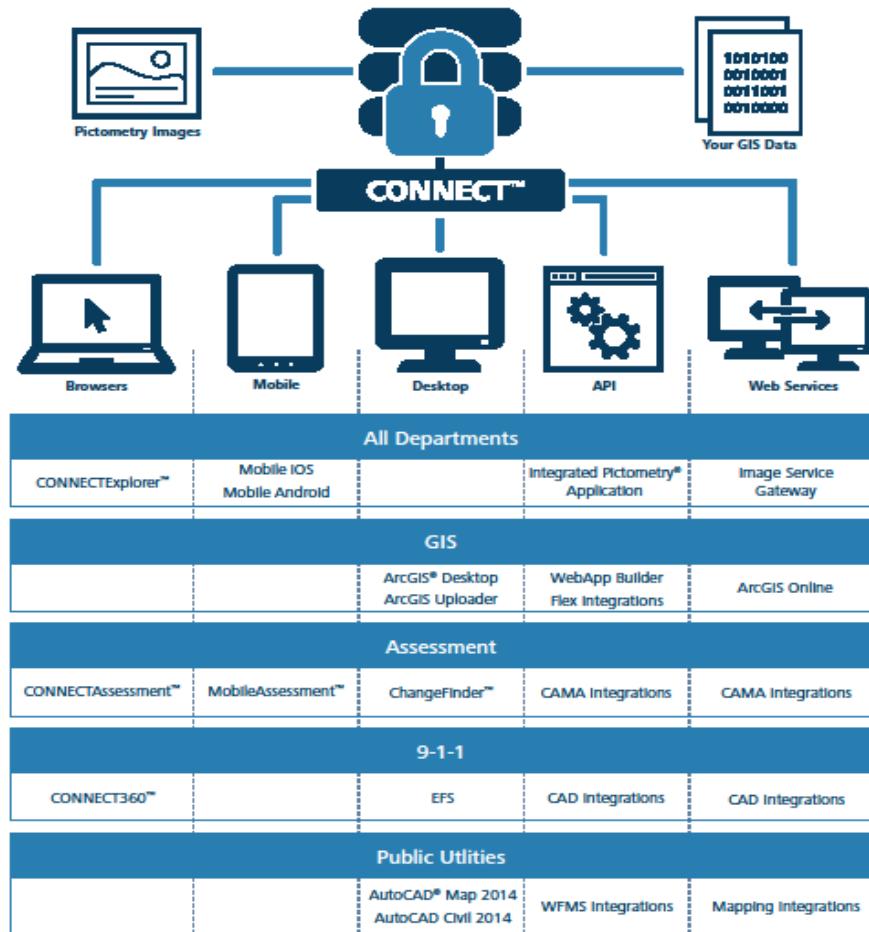 1010100
0010001
0011001
0010000
Pictometry Images
Your GIS Data
CONNECT™
Browsers
Mobile
Desktop
API
Web Services
All Departments
CONNECTExplorer™
Mobile iOS
Mobile Android
Integrated Pictometry®
Application
Image Service
Gateway
GIS
ArcGIS® Desktop
ArcGIS Uploader
WebApp Builder
Flex Integrations
ArcGIS Online
Assessment
CONNECTAssessment™
MobileAssessment™
ChangeFinder™
CAMA Integrations
CAMA Integrations
9-1-1
CONNECT360™
EFS
CAD Integrations
CAD Integrations
Public Utlities
AutoCAD® Map 2014
AutoCAD Civil 2014
WFMS Integrations
Mapping Integrations